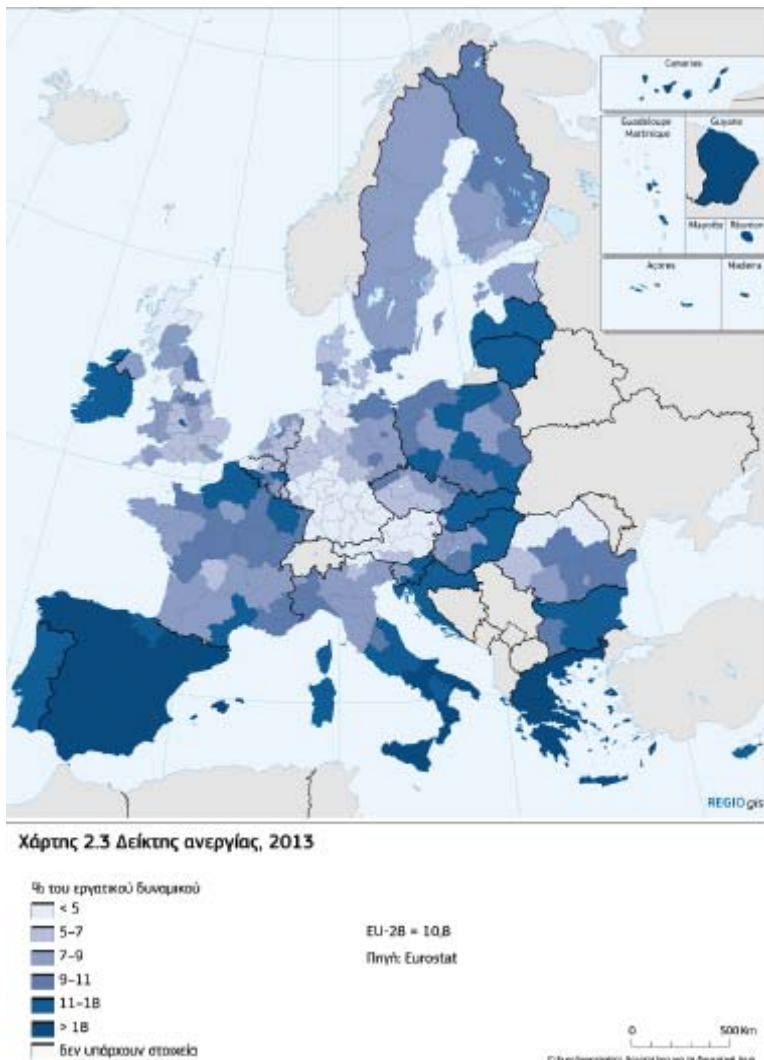 Canarias
Guadeloupe
Martinique
Guyane
Mayotte
Réunion
Açores
Madeira
REGIOgis
Χάρτης 2.3 Δείκτης ανεργίας, 2013
% του εργατικού δυναμικού
< 5
5–7
7–9
9–11
11–18
> 18
δεν υπάρχουν στοιχεία
EU-28 = 10,8
Πηγή: Eurostat
0 500 Km